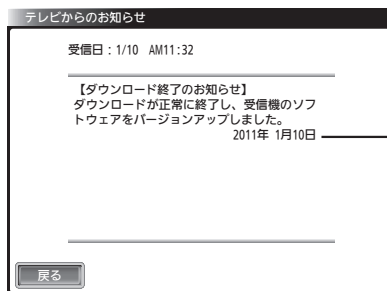 テレビからのお知らせ
受信日：1/10 AM11:32
【ダウンロード終了のお知らせ】
ダウンロードが正常に終了し、受信機のソフ
トウェアをバージョンアップしました。
2011年 1月10日
戻る